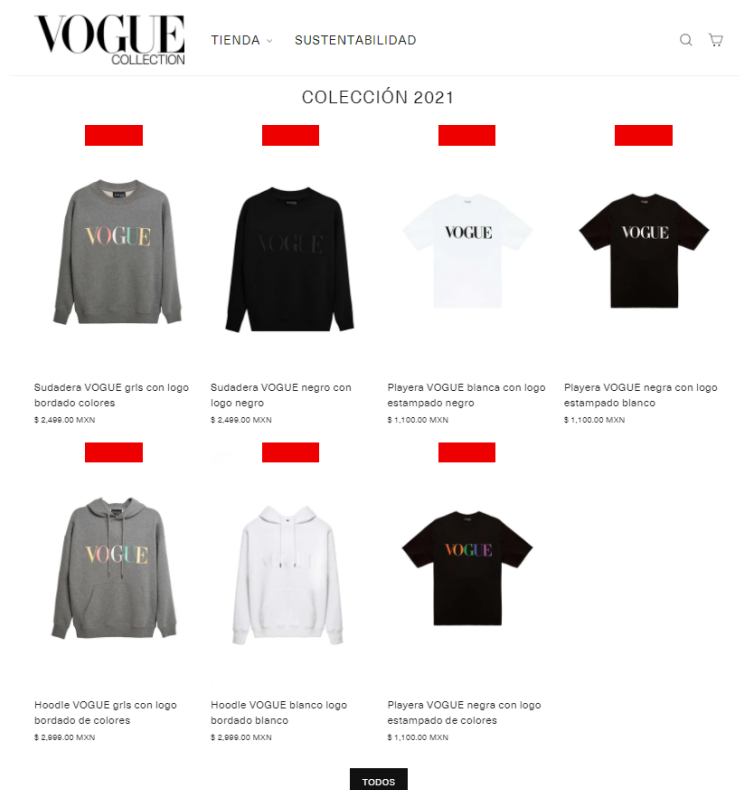 VOGUE
COLLECTION
TIENDA
SUSTENTABILIDAD
COLECCIÓN 2021
VOGUE
VOGUE
VOGUE
VOGUE
Sudadera VOGUE gris con logo
bordado colores
$ 2,499.00 MXN
Sudadera VOGUE negro con
logo negro
$ 2,499.00 MXN
Playera VOGUE blanca con logo
estampado negro
$ 1,100.00 MXN
Playera VOGUE negra con logo
estampado blanco
$ 1,100.00 MXN
VOGUE
VOGUE
VOGUE
Hoodie VOGUE gris con logo
bordado de colores
$ 2,999.00 MXN
Hoodie VOGUE blanco logo
bordado blanco
$ 2,999.00 MXN
Playera VOGUE negra con logo
estampado de colores
$ 1,100.00 MXN
TODOS